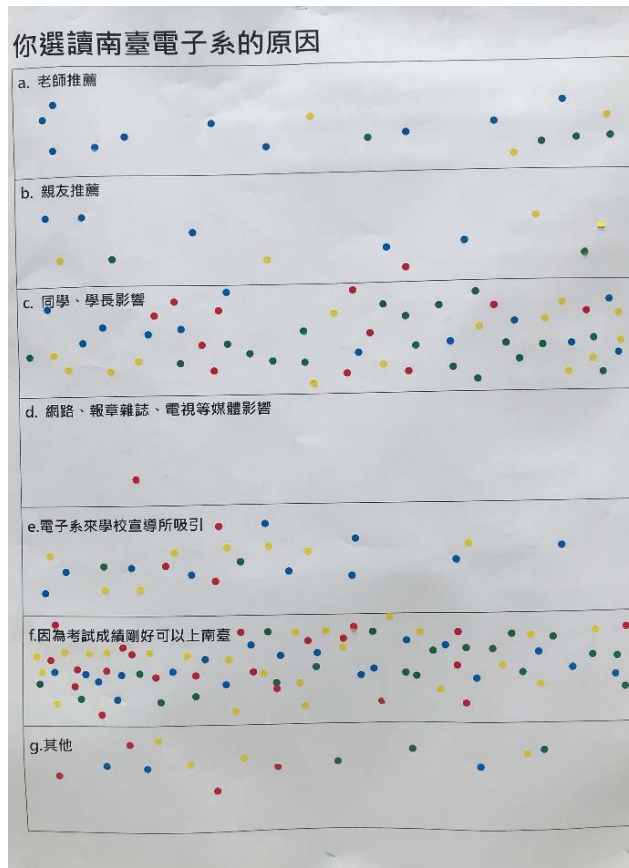 你選讀南臺電子系的原因
a. 老師推薦
b. 親友推薦
c. 同學、學長影響
d. 網路、報章雜誌、電視等媒體影響
e.電子系來學校宣導所吸引
f.因為考試成績剛好可以上南臺
g.其他